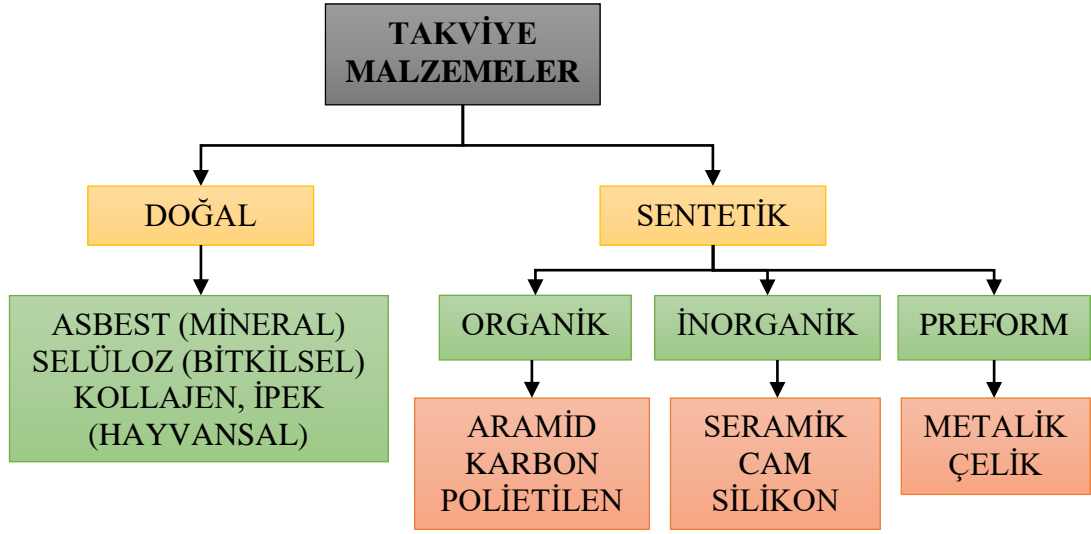 TAKVİYE
MALZEMELER
DOĞAL
SENTETİK
ASBEST (MİNERAL)
SELÜLOZ (BİTKİLSEL)
KOLLAJEN, İPEK
(HAYVANSAL)
ORGANİK
İNORGANİK
PREFORM
ARAMİD
KARBON
POLİETİLEN
SERAMİK
CAM
SİLİKON
METALİK
ÇELİK